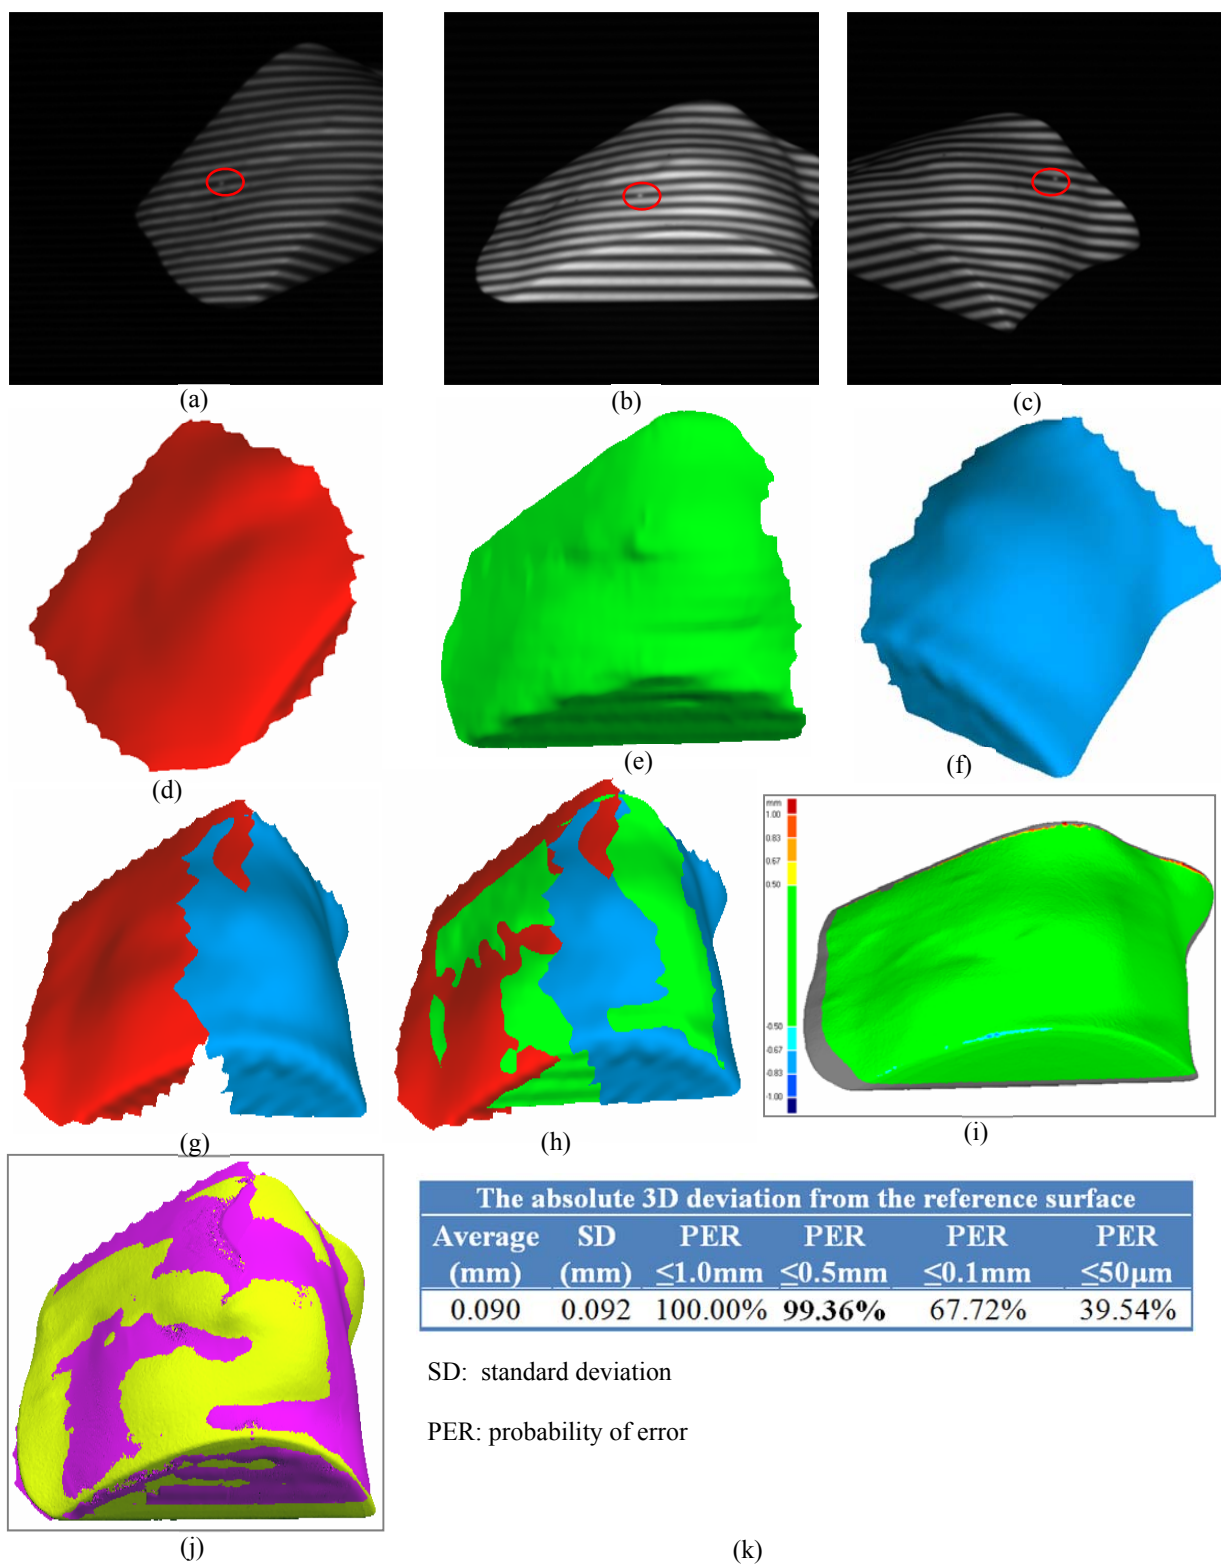 (a)
(b)
(c)
(d)
(e)
(f)
mm
1.00
0.83
0.67
0.50
-0.50
-0.67
-0.83
-1.00
(g)
(h)
(i)
The absolute 3D deviation from the reference surface
Average SD PER PER PER PER
(mm) (mm) ≤1.0mm ≤0.5mm ≤0.1mm ≤50μm
0.090 0.092 100.00% 99.36% 67.72% 39.54%
SD: standard deviation
PER: probability of error
(j)
(k)